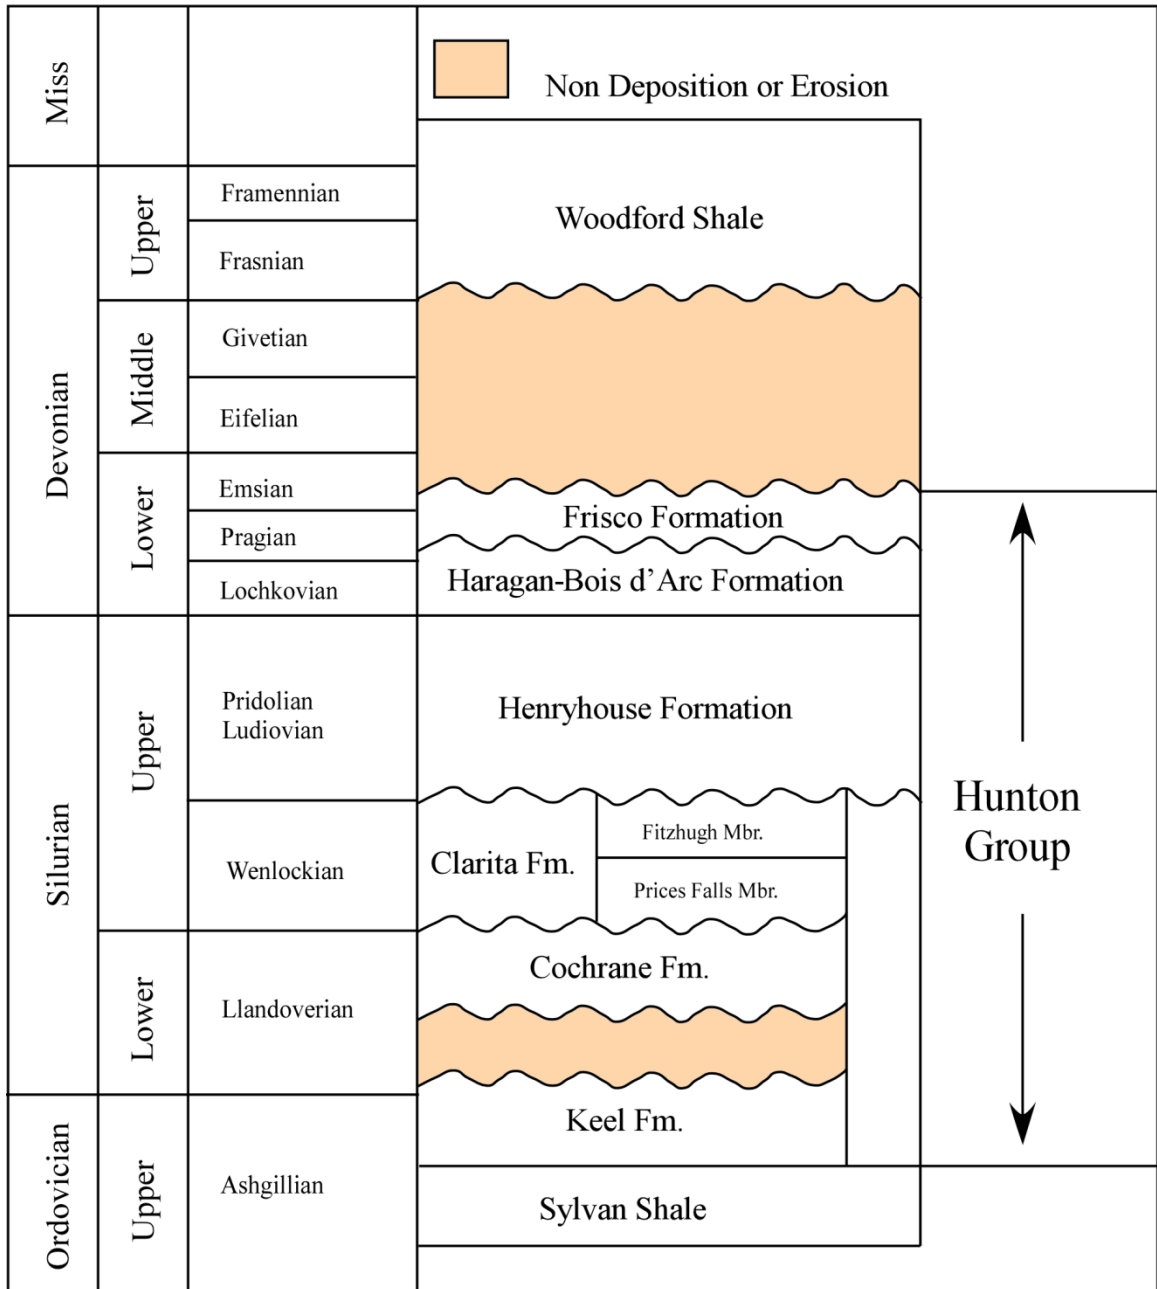 Miss
Non Deposition or Erosion
Devonian
Upper
Framennian
Woodford Shale
Frasnian
Middle
Givetian
Eifelian
Lower
Emsian
Frisco Formation
Pragian
Haragan-Bois d’Arc Formation
Lochkovian
Silurian
Upper
Pridolian
Ludiovian
Henryhouse Formation
Hunton
Group
Wenlockian
Clarita Fm.
Fitzhugh Mbr.
Prices Falls Mbr.
Lower
Llandoverian
Cochrane Fm.
Keel Fm.
Ordovician
Upper
Ashgillian
Sylvan Shale